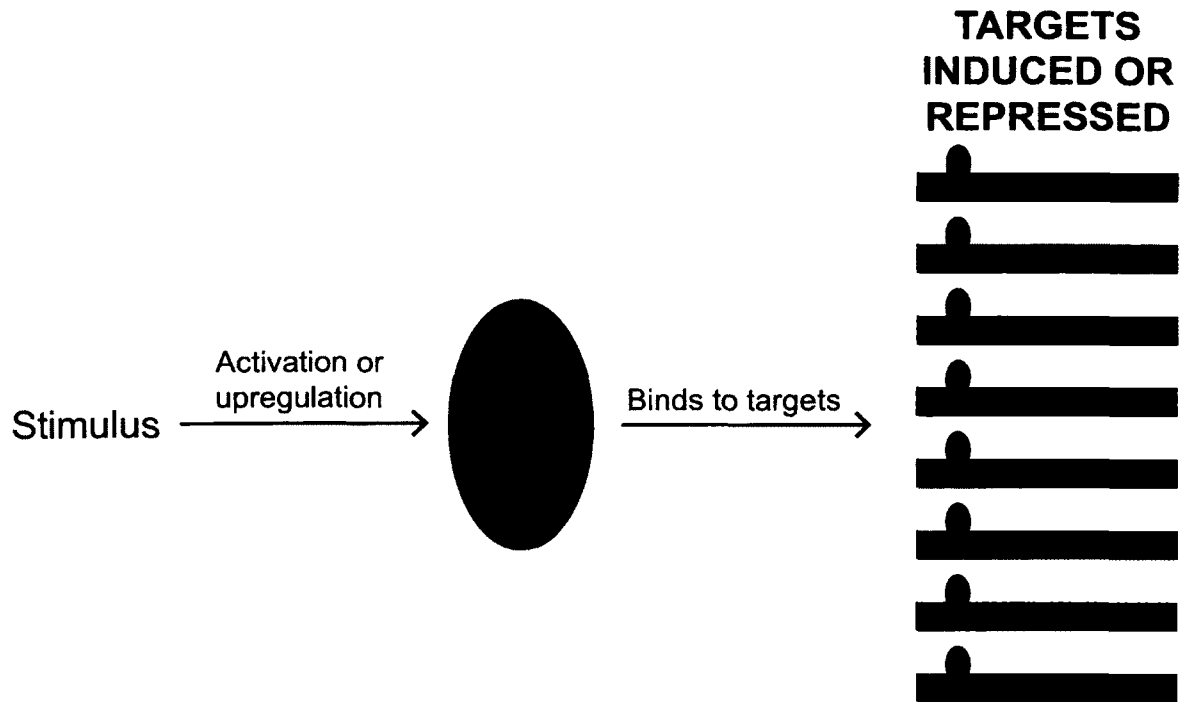 TARGETS
INDUCED OR
REPRESSED
Activation or
upregulation
Stimulus
Binds to targets